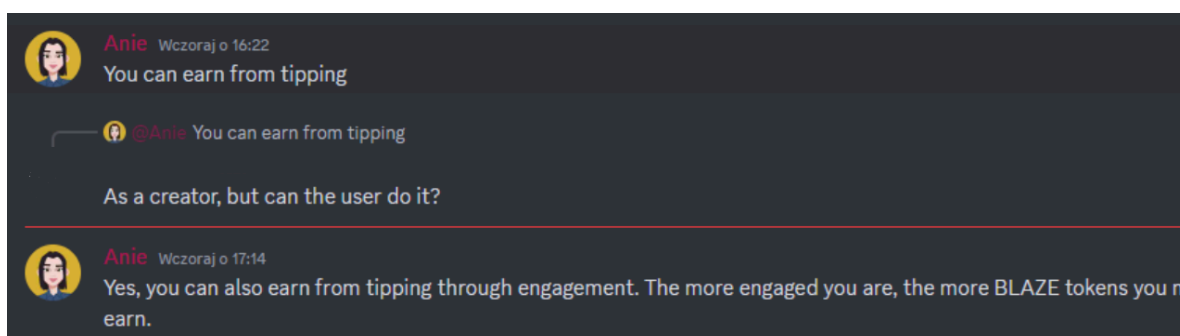 Anie Wczoraj o 16:22
You can earn from tipping
@Anie You can earn from tipping
As a creator, but can the user do it?
Anie Wczoraj o 17:14
Yes, you can also earn from tipping through engagement. The more engaged you are, the more BLAZE tokens you
earn.